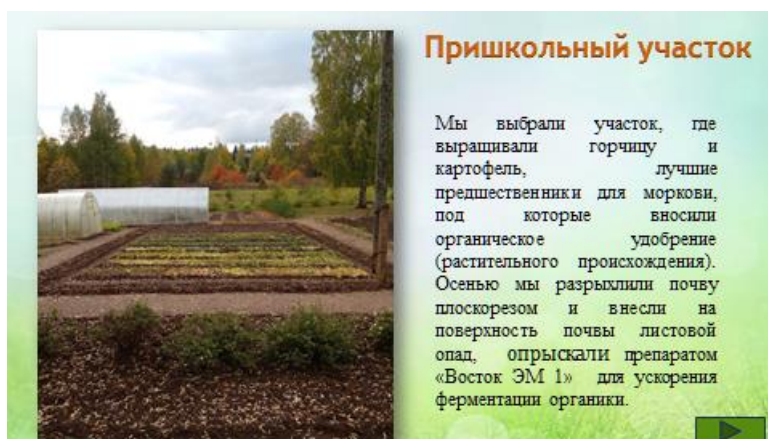 Пришкольный участок
Мы выбрали участок, где
выращивали горчицу и
картофель, лучшие
предшественники для моркови,
под которые вносили
органическое удобрение
(растительного происхождения).
Осенью мы разрыхлили почву
плоскорезом и внесли на
поверхность почвы листовой
опад, опрыскали препаратом
«Восток ЭМ 1» для ускорения
ферментации органики.